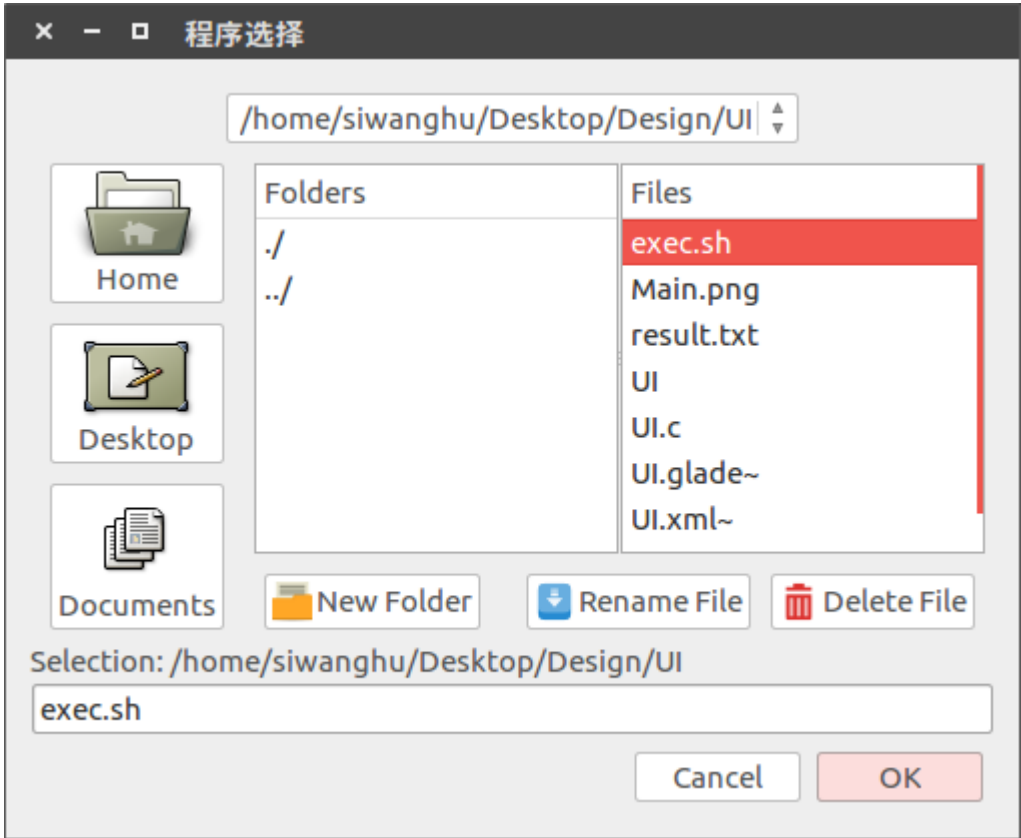 程序选择
/home/siwanghu/Desktop/Design/UI
Home
Desktop
Documents
Folders
./
../
Files
exec.sh
Main.png
result.txt
UI
UI.c
UI.glade~
UI.xml~
New Folder
Rename File
Delete File
Selection: /home/siwanghu/Desktop/Design/UI
exec.sh
Cancel
OK